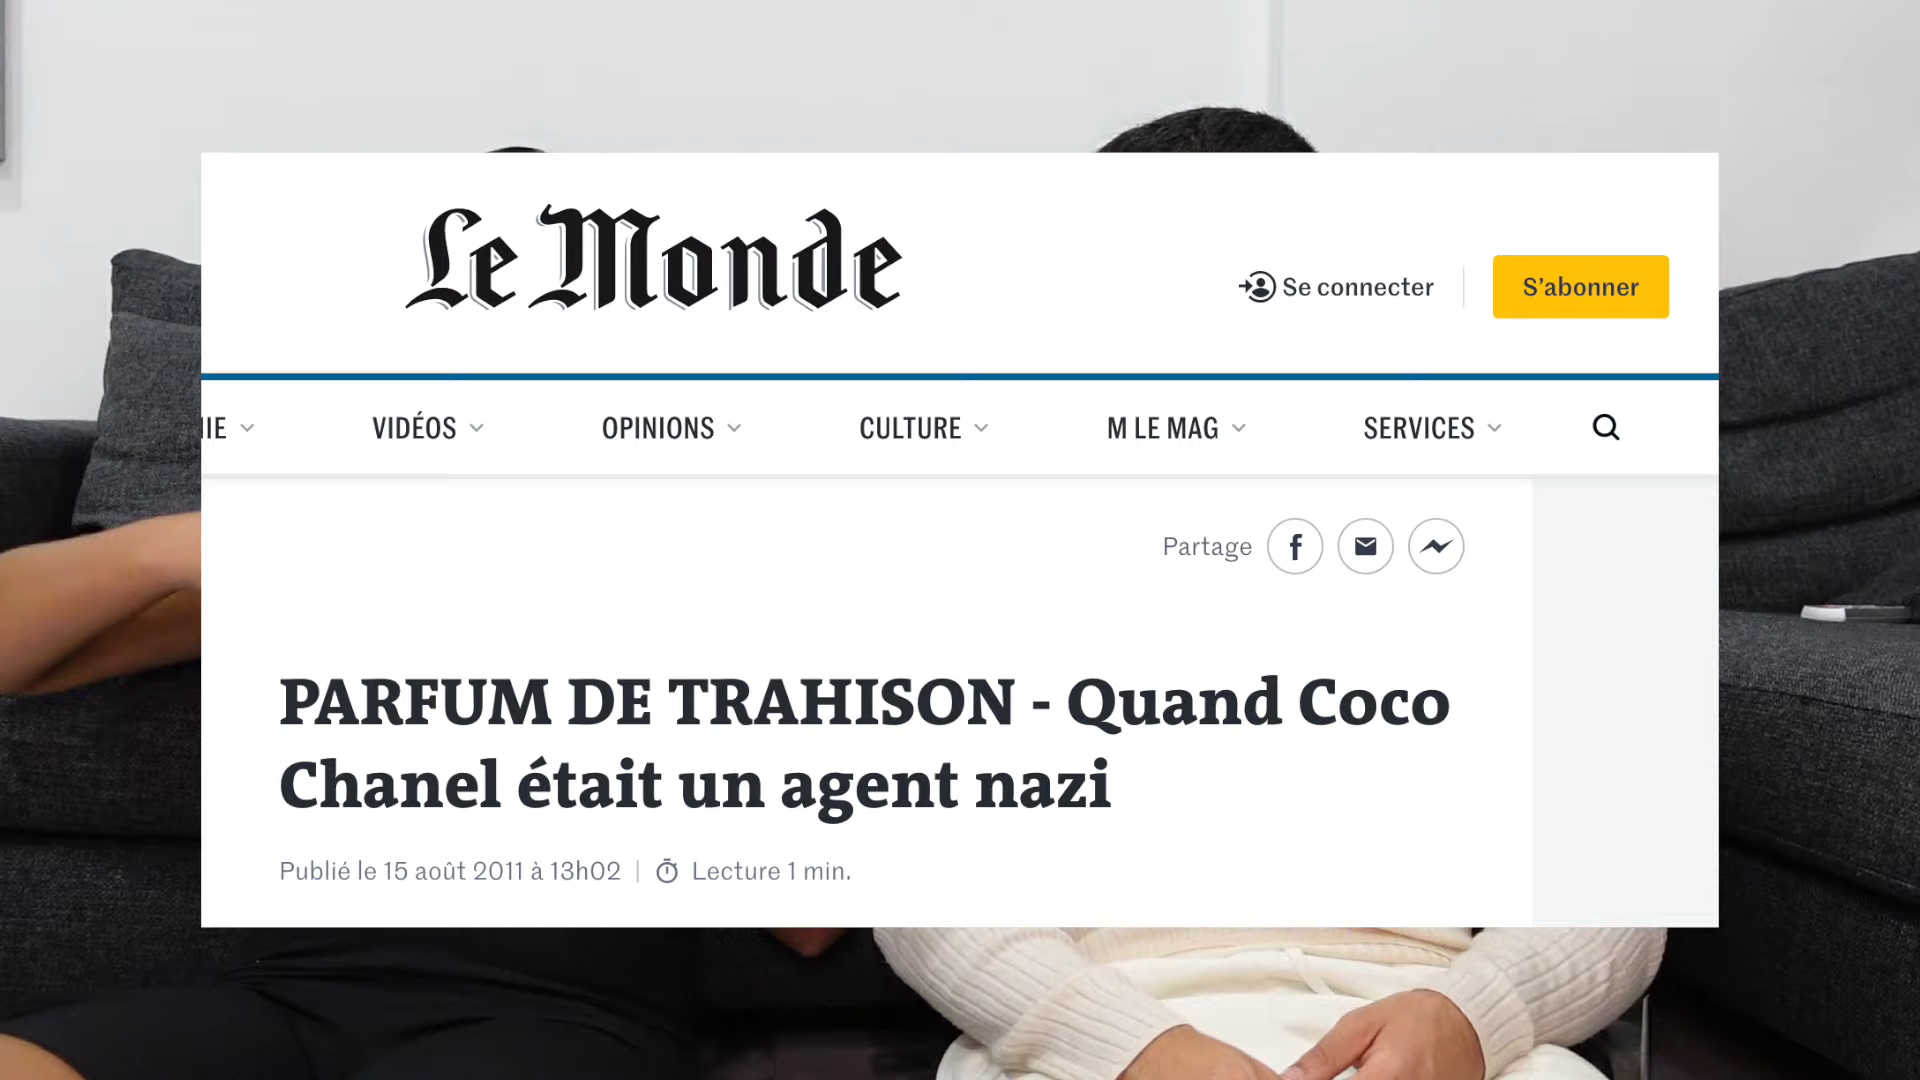 Le Monde
Se connecter
S'abonner
VIDÉOS
OPINIONS
CULTURE
M LE MAG
SERVICES
Partage
PARFUM DE TRAHISON - Quand Coco
Chanel était un agent nazi
Publié le 15 août 2011 à 13h02 | Lecture 1 min.